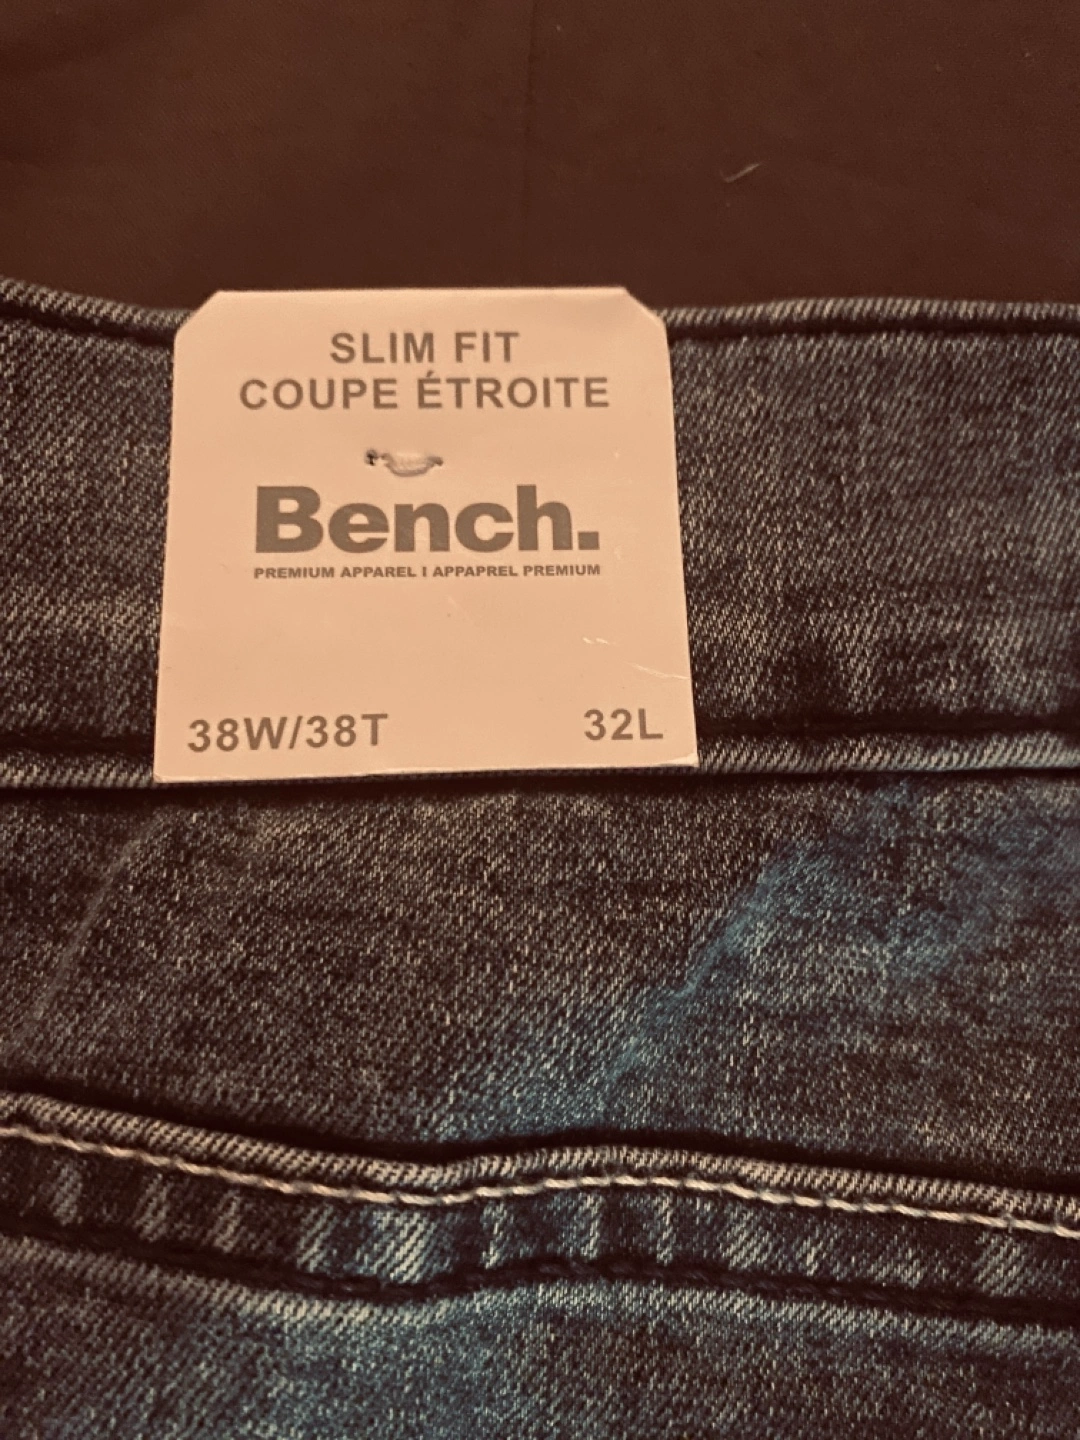 SLIM FIT
COUPE ÉTROITE
Bench.
PREMIUM APPAREL I APPAPREL PREMIUM
38W/38T 32L